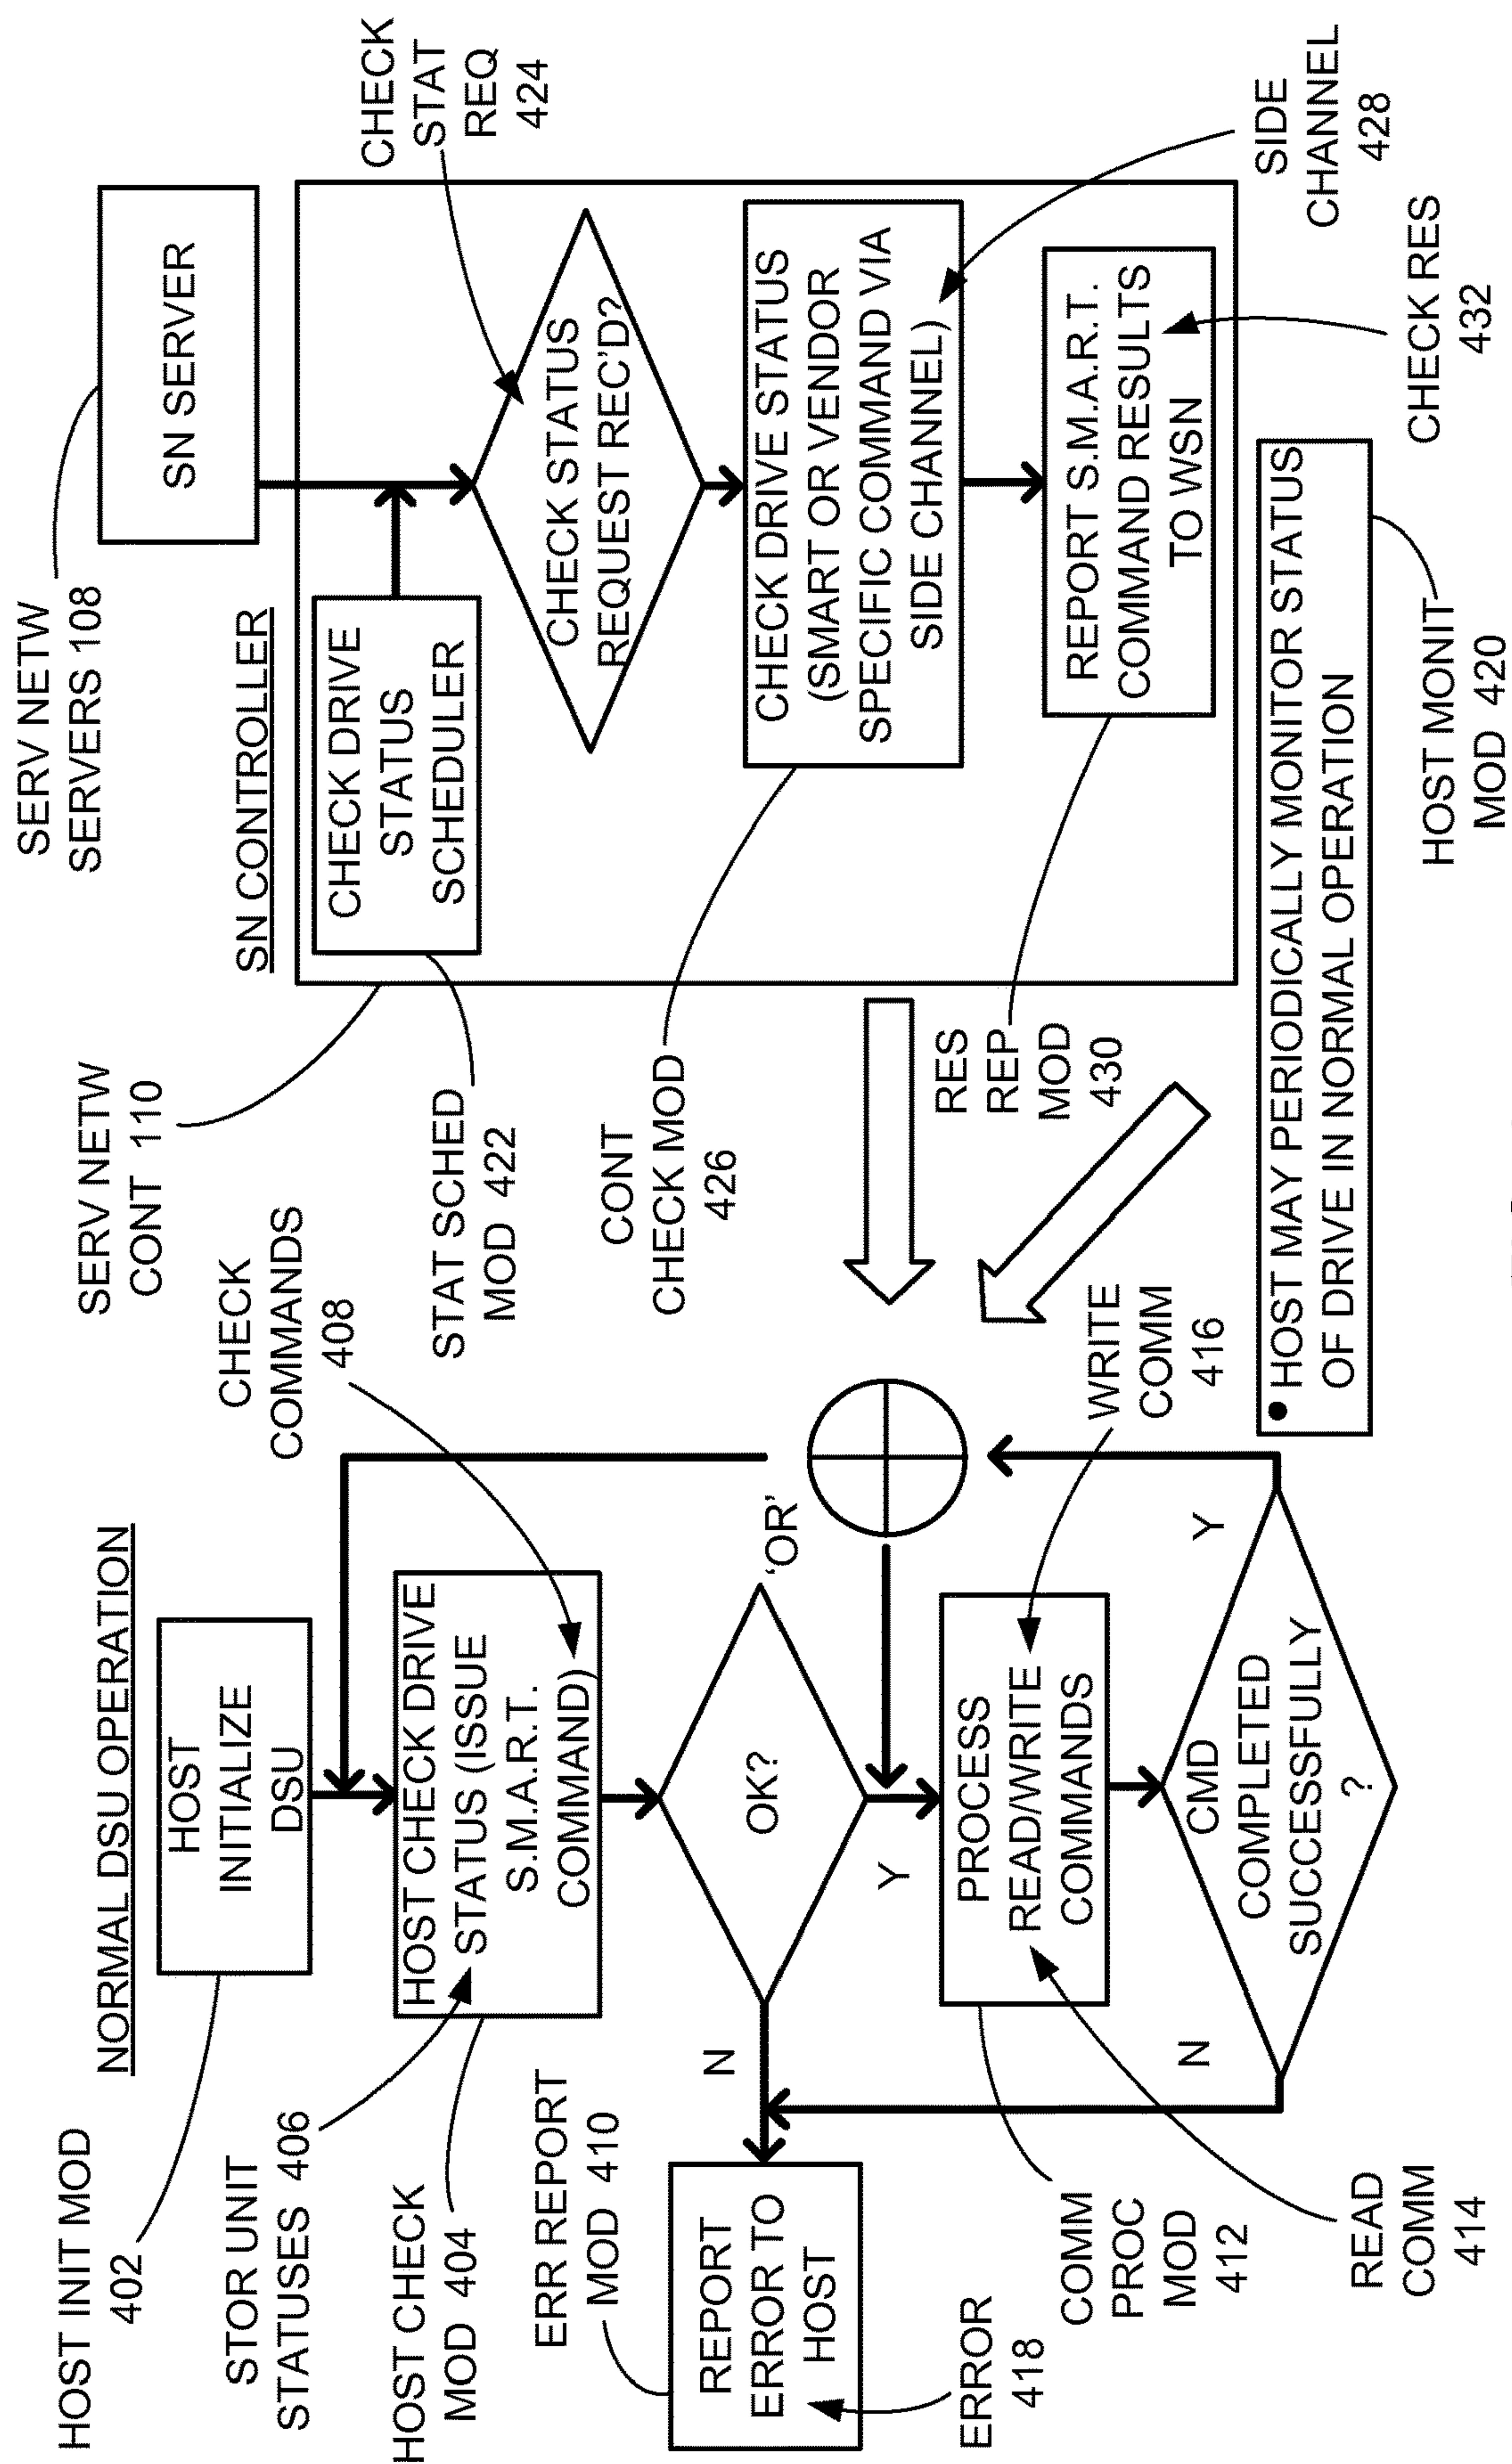 NORMAL DSU OPERATION
HOST INIT MOD
402
HOST
INITIALIZE
DSU
STOR UNIT
STATUSES 406
HOST CHECK
MOD 404
HOST CHECK DRIVE
STATUS (ISSUE
S.M.A.R.T.
COMMAND)
CHECK
COMMANDS
408
ERR REPORT
MOD 410
N
OK?
'OR'
Y
REPORT
ERROR TO
HOST
ERROR
418
PROCESS
READ/WRITE
COMMANDS
WRITE
COMM
416
COMM
PROC
MOD
412
N
CMD
COMPLETED
SUCCESSFULLY
?
Y
READ
COMM
414
SERV NETW
SERVERS 108
SN SERVER
SERV NETW
CONT 110
SN CONTROLLER
CHECK DRIVE
STATUS
SCHEDULER
STAT SCHED
MOD 422
CHECK
STAT
REQ
424
CHECK STATUS
REQUEST REC'D?
CONT
CHECK MOD
426
CHECK DRIVE STATUS
(SMART OR VENDOR
SPECIFIC COMMAND VIA
SIDE CHANNEL)
SIDE
CHANNEL
428
RES
REP
MOD
430
REPORT S.M.A.R.T.
COMMAND RESULTS
TO WSN
CHECK RES
432
• HOST MAY PERIODICALLY MONITOR STATUS
OF DRIVE IN NORMAL OPERATION
HOST MONIT
MOD 420